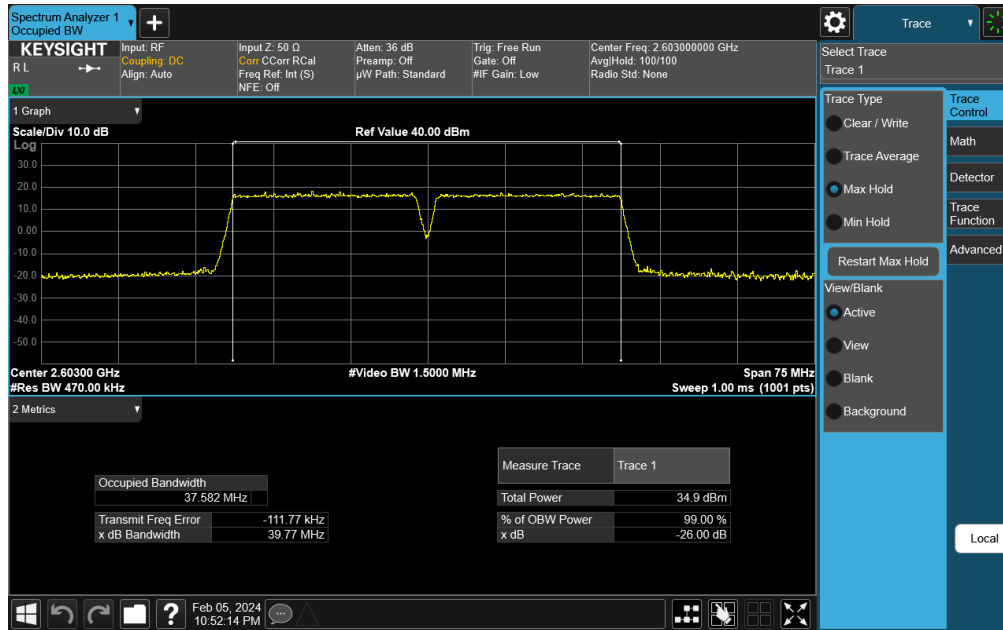 Spectrum Analyzer 1
Occupied BW
KEYSIGHT
R L
LXI
Input: RF
Coupling: DC
Align: Auto
Input Z: 50 Ω
Corr CCorr RCal
Freq Ref: Int (S)
NFE: Off
Atten: 36 dB
Preamp: Off
µW Path: Standard
Trig: Free Run
Gate: Off
#IF Gain: Low
Center Freq: 2.603000000 GHz
Avg|Hold: 100/100
Radio Std: None
1 Graph
Scale/Div 10.0 dB
Ref Value 40.00 dBm
Log
30.0
20.0
10.0
0.00
-10.0
-20.0
-30.0
-40.0
-50.0
Center 2.60300 GHz
#Video BW 1.5000 MHz
Span 75 MHz
#Res BW 470.00 kHz
Sweep 1.00 ms (1001 pts)
2 Metrics
Occupied Bandwidth
37.582 MHz
Transmit Freq Error -111.77 kHz
x dB Bandwidth 39.77 MHz
Measure Trace Trace 1
Total Power 34.9 dBm
% of OBW Power 99.00 %
x dB -26.00 dB
Feb 05, 2024
10:52:14 PM
?
Trace
Select Trace
Trace 1
Trace Type
Clear / Write
Trace Average
Max Hold
Min Hold
Restart Max Hold
View/Blank
Active
View
Blank
Background
Trace
Control
Math
Detector
Trace
Function
Advanced
Local